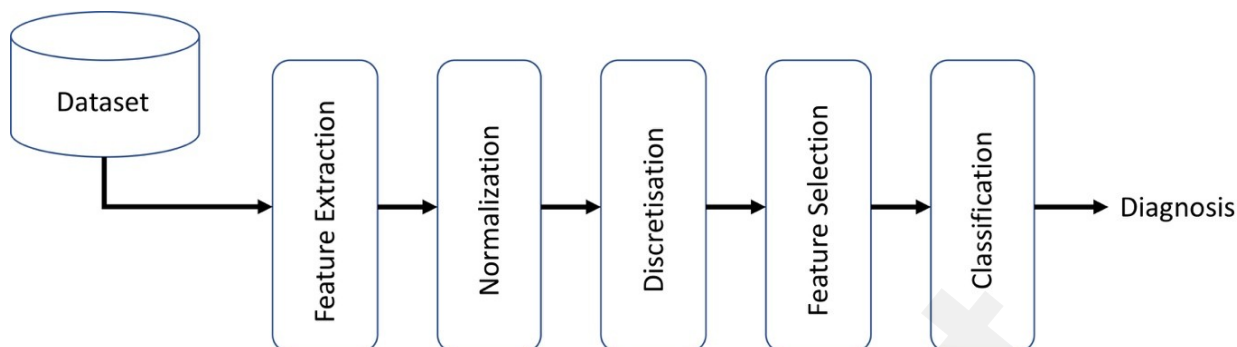 Dataset
Feature Extraction
Normalization
Discretisation
Feature Selection
Classification
Diagnosis